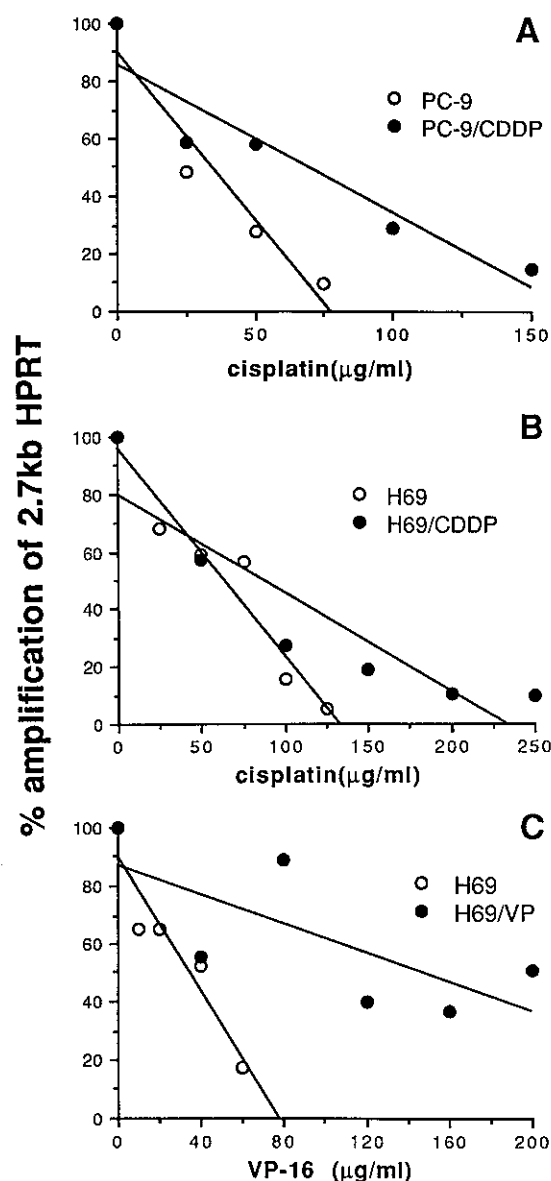 % amplification of 2.7kb HPRT
A
100
80
60
40
20
0
PC-9
PC-9/CDDP
0
50
100
150
cisplatin(µg/ml)
B
100
80
60
40
20
0
H69
H69/CDDP
0
50
100
150
200
250
cisplatin(µg/ml)
C
100
80
60
40
20
0
H69
H69/VP
0
40
80
120
160
200
VP-16 (µg/ml)